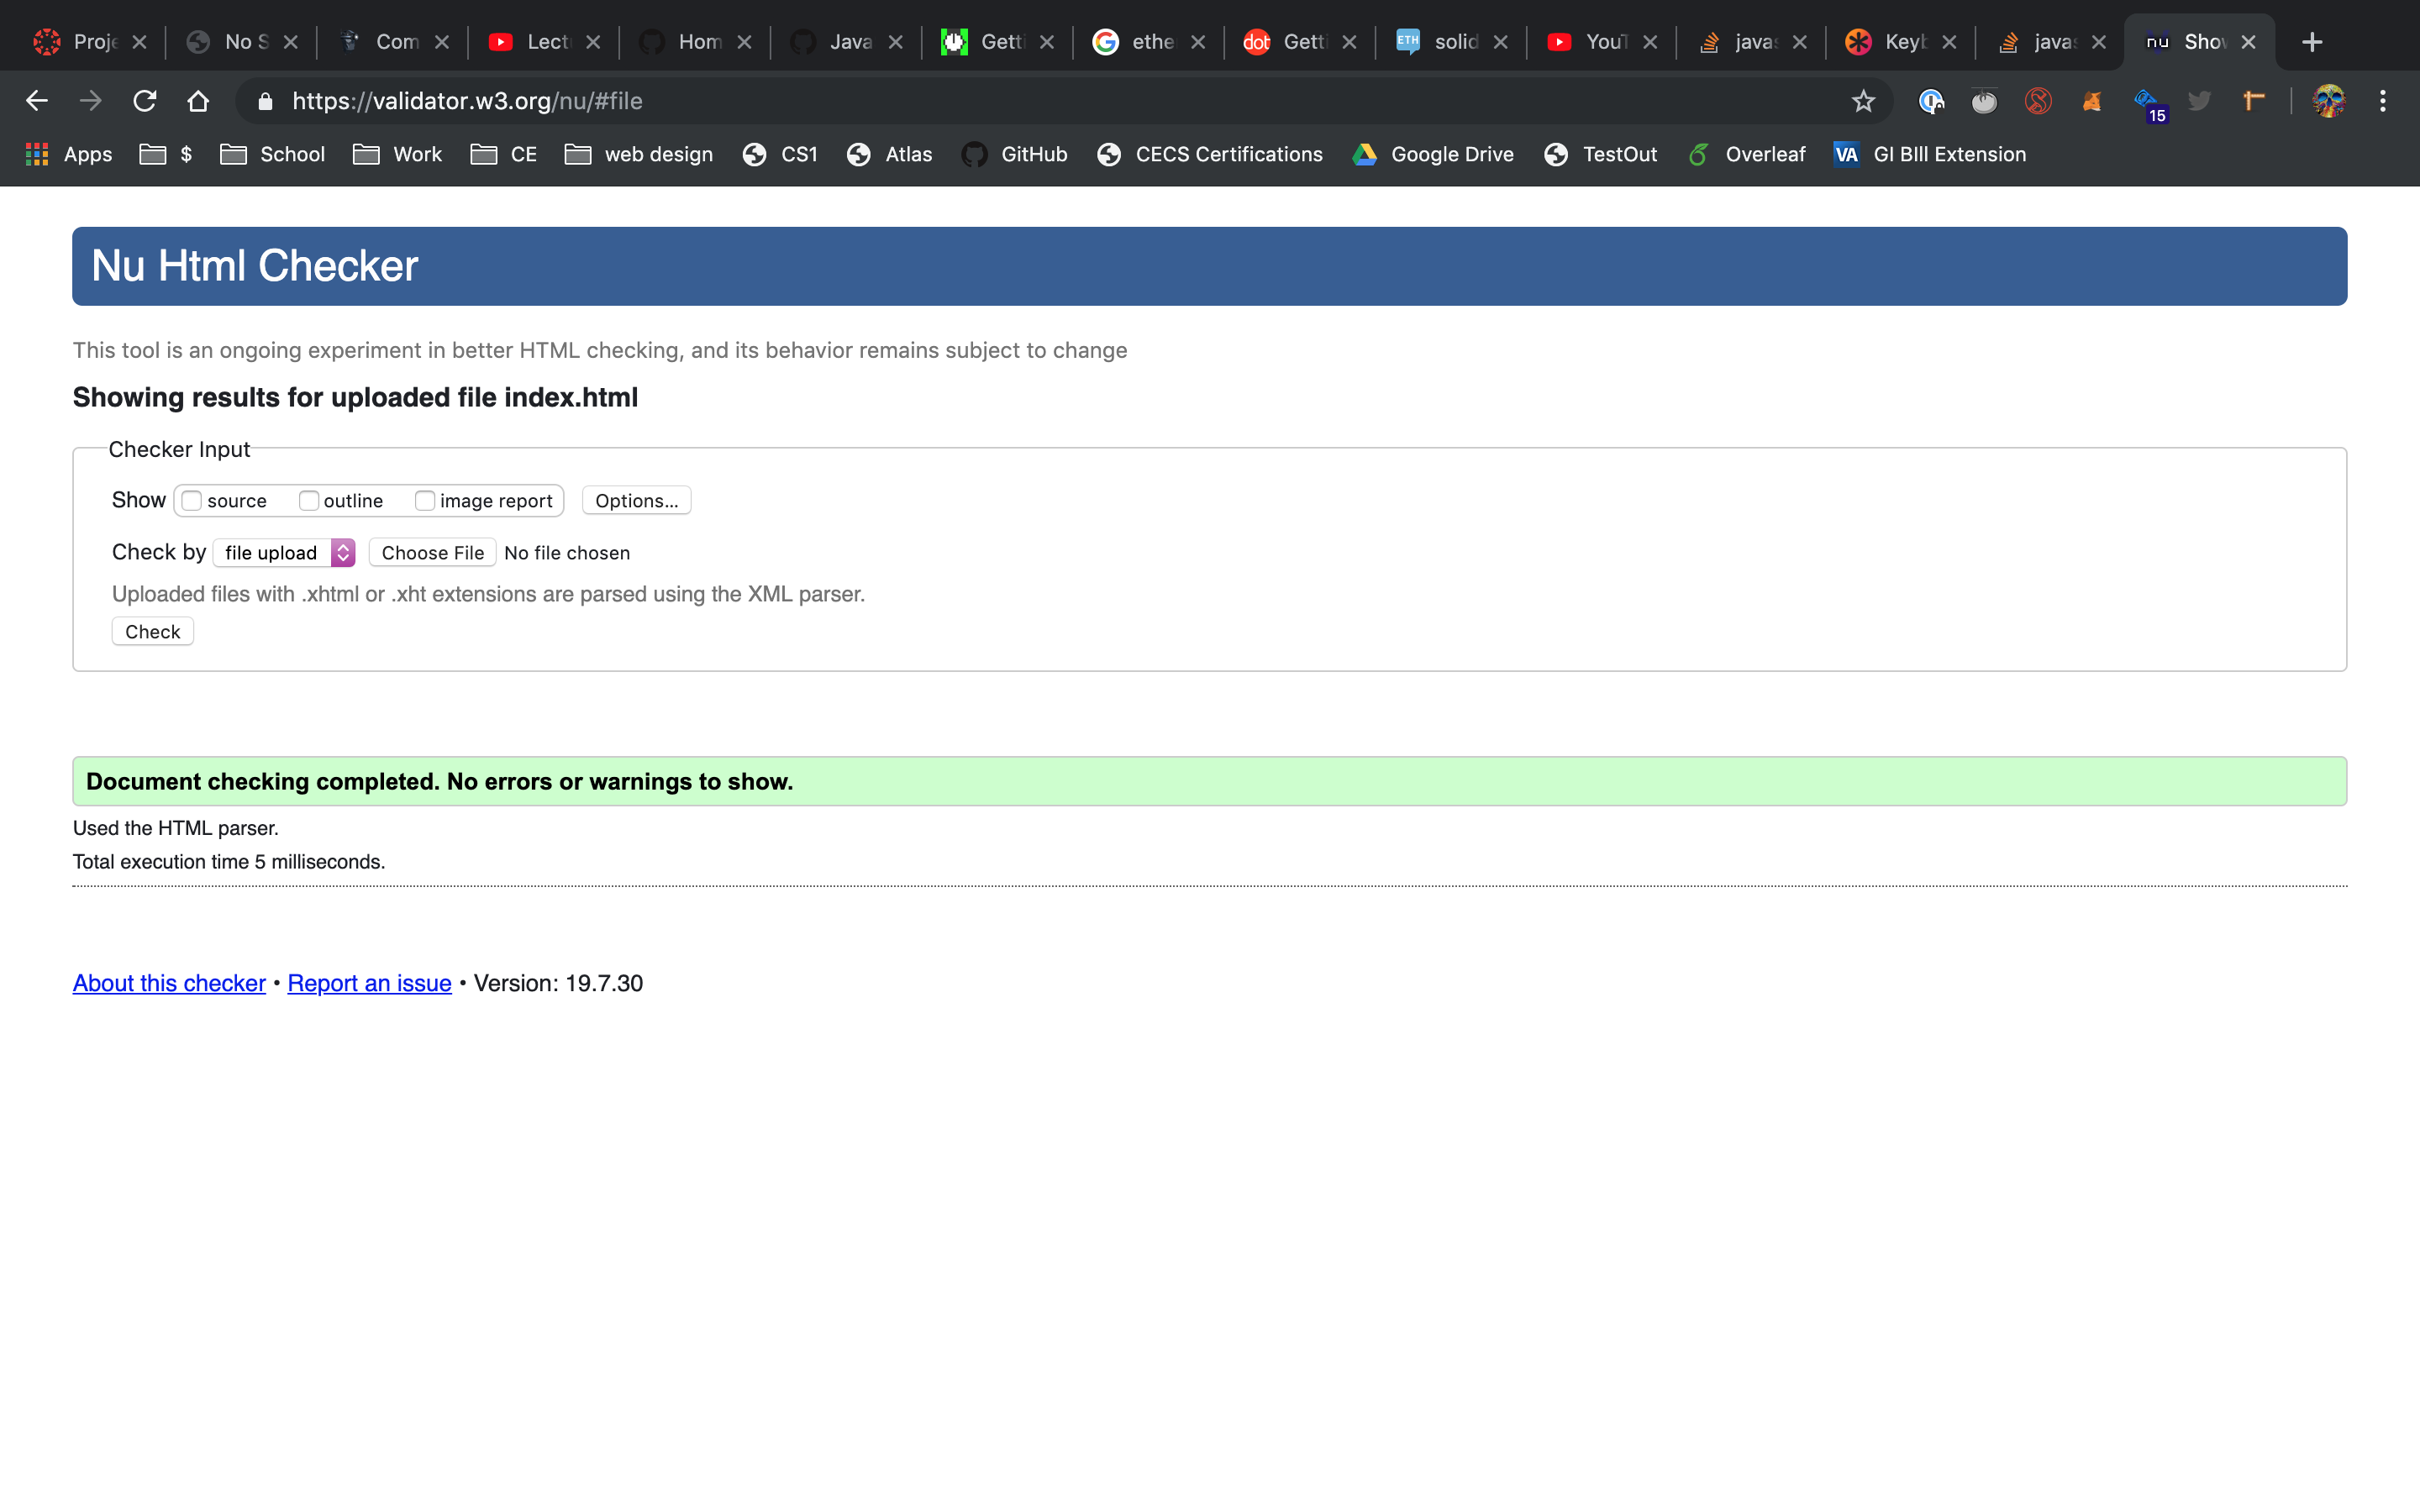 Proje No S Com Lect Hom Java Getti ethe dot Getti ETH solid YouT javas Keyb javas nu Show
https://validator.w3.org/nu/#file 15
Apps $ School Work CE web design CS1 Atlas GitHub CECS Certifications Google Drive TestOut Overleaf VA GI BIll Extension
Nu Html Checker
This tool is an ongoing experiment in better HTML checking, and its behavior remains subject to change
Showing results for uploaded file index.html
Checker Input
Show source outline image report Options...
Check by file upload Choose File No file chosen
Uploaded files with .xhtml or .xht extensions are parsed using the XML parser.
Check
Document checking completed. No errors or warnings to show.
Used the HTML parser.
Total execution time 5 milliseconds.
About this checker • Report an issue • Version: 19.7.30